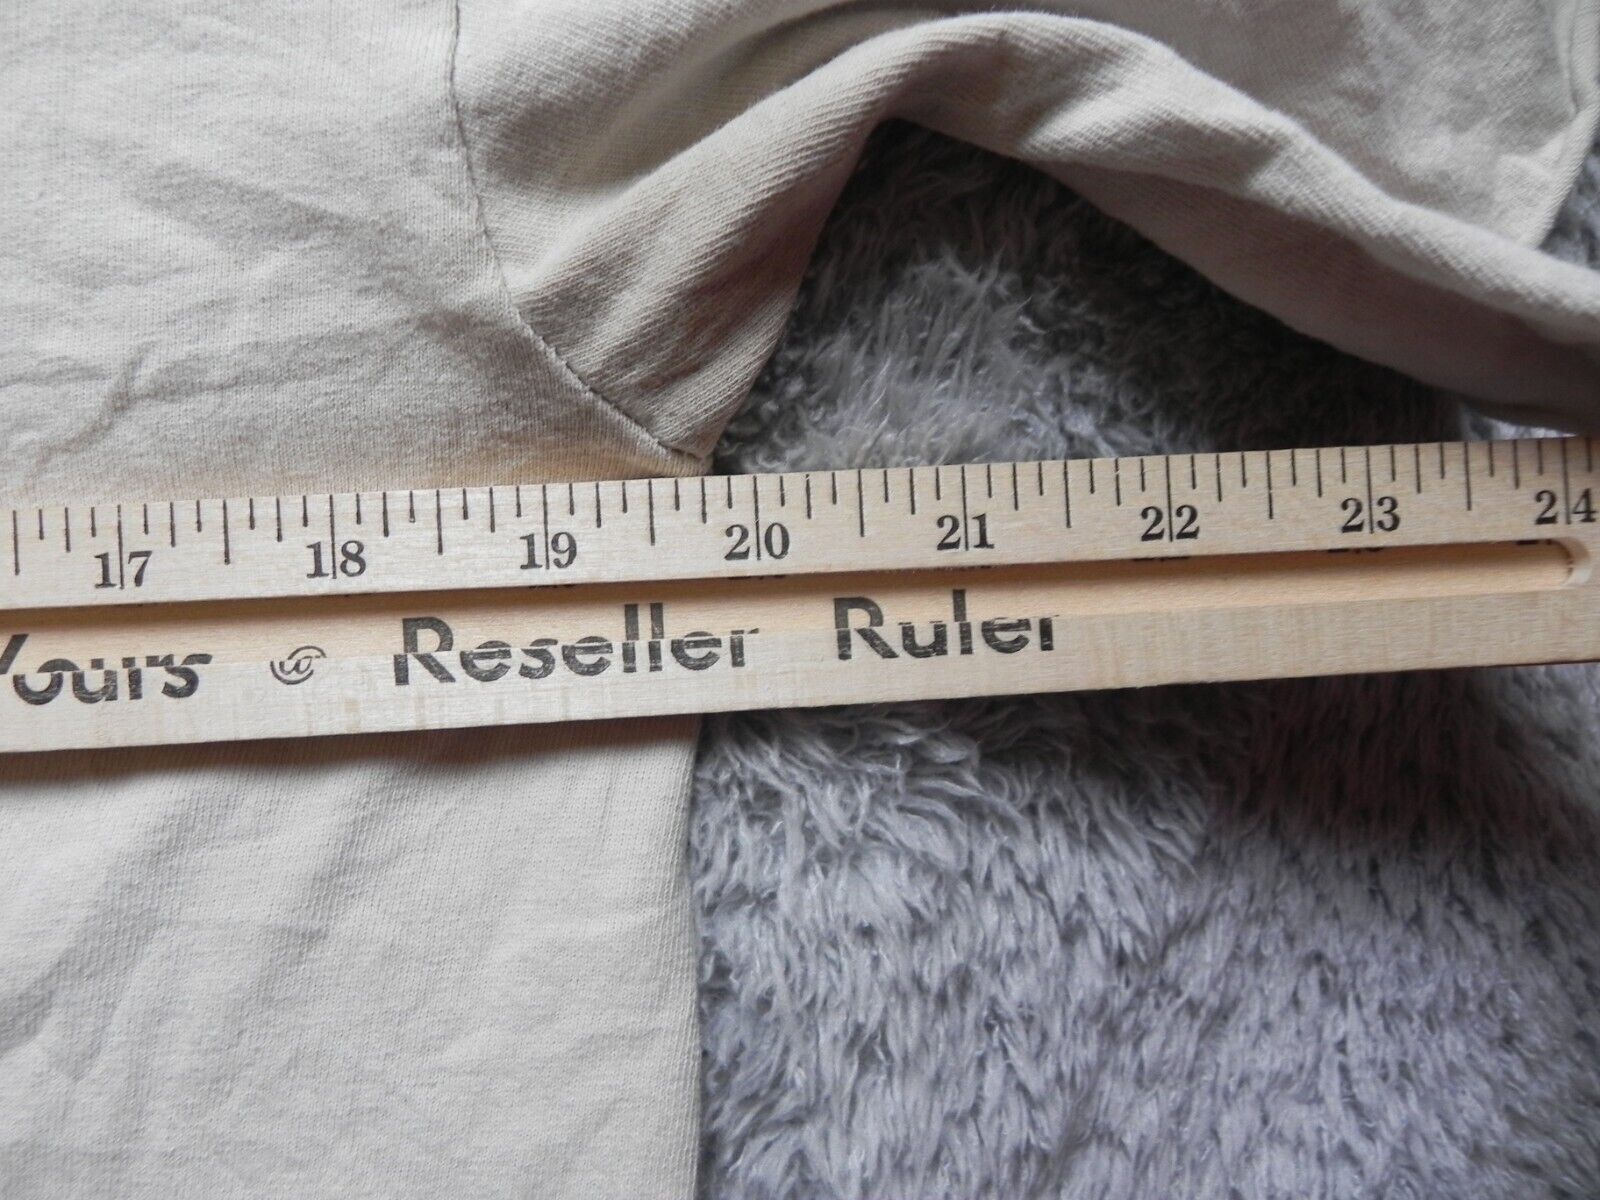 17 18 19 20 21 22 23 24
Yours Reseller Ruler